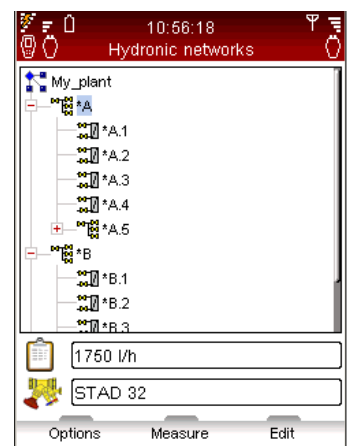 10:56:18
Hydronic networks
My_plant
*A
*A.1
*A.2
*A.3
*A.4
*A.5
*B
*B.1
*B.2
*B.3
1750 l/h
STAD 32
Options Measure Edit